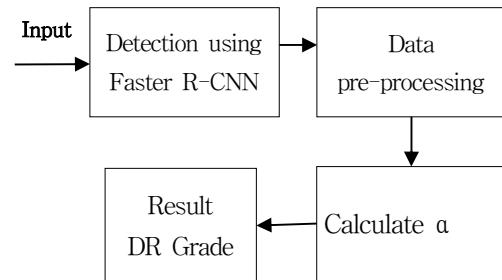 Input
Detection using
Faster R-CNN
Data
pre-processing
Calculate α
Result
DR Grade